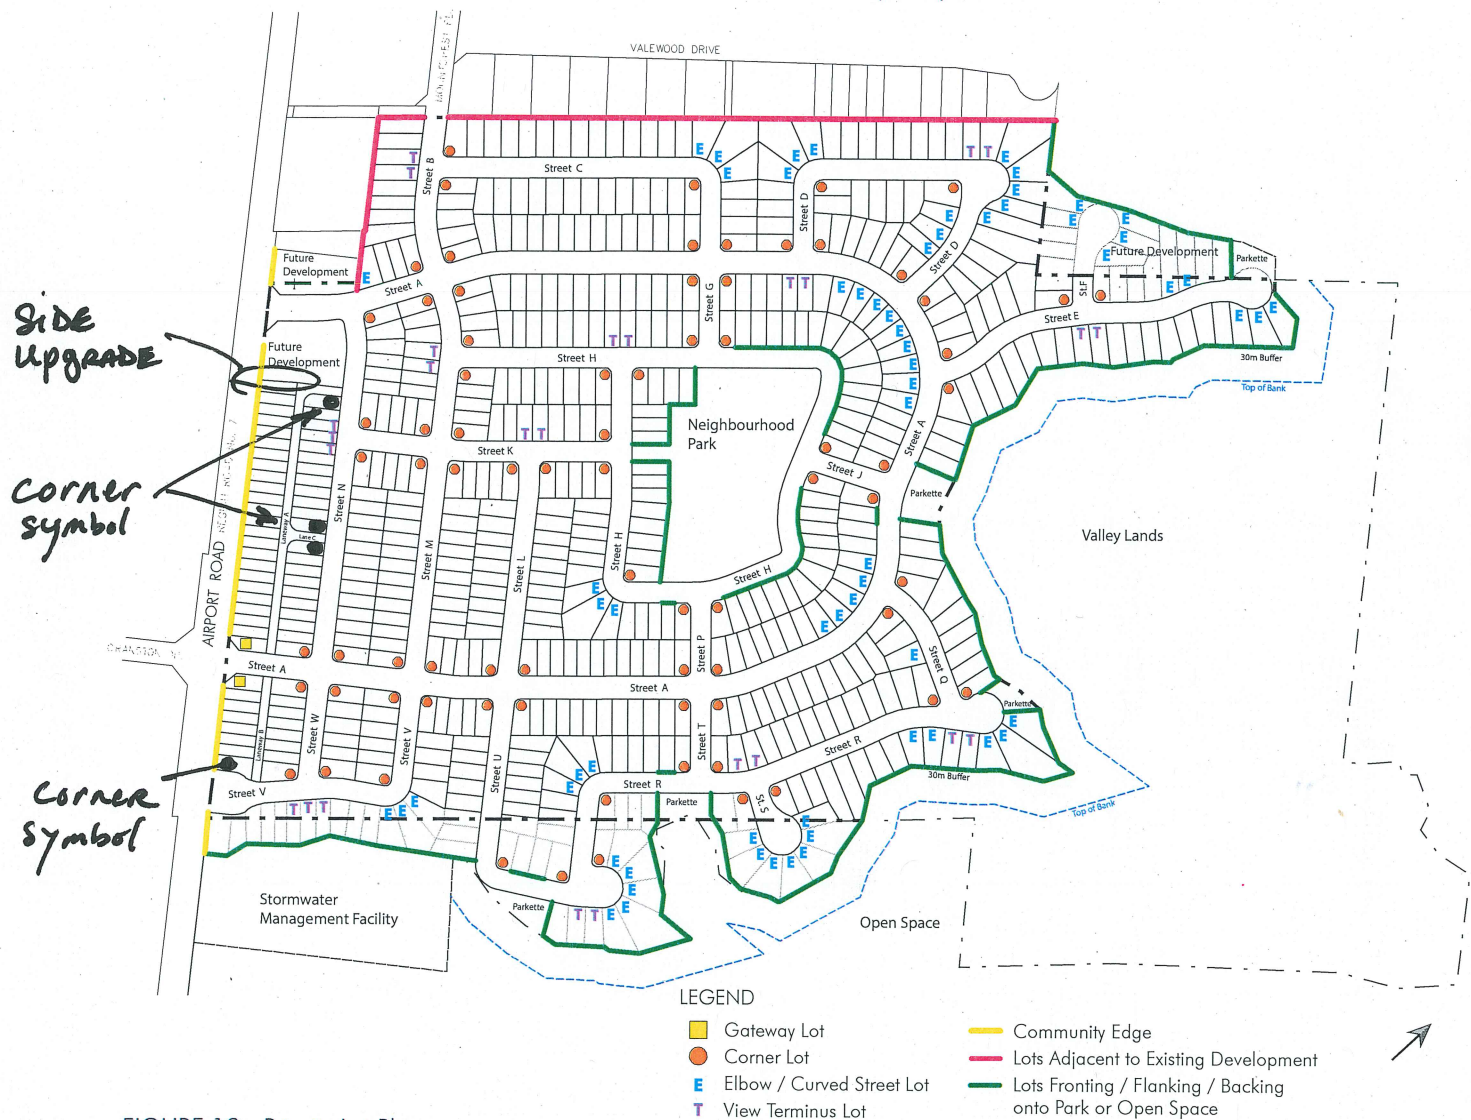 VALEWOOD DRIVE
Street C
Street B
Street D
Street D
Future
Development
Future Development
Parkette
Street A
Street G
St.F
Street E
SIDE
UPGRADE
Future
Development
Street H
30m Buffer
Top of Bank
Neighbourhood
Park
Street A
Street K
Street J
Corner
Symbol
Parkette
Street N
Laneway A
Lane C
Valley Lands
Street M
Street L
Street H
Street H
AIRPORT ROAD
Street P
Street A
Street Q
Street A
Parkette
Street W
Street V
Street T
Laneway B
Street R
Street U
30m Buffer
Street R
Street V
Parkette
St.S
Top of Bank
Corner
Symbol
Stormwater
Management Facility
Parkette
Open Space
LEGEND
Gateway Lot
Corner Lot
E Elbow / Curved Street Lot
T View Terminus Lot
Community Edge
Lots Adjacent to Existing Development
Lots Fronting / Flanking / Backing
onto Park or Open Space